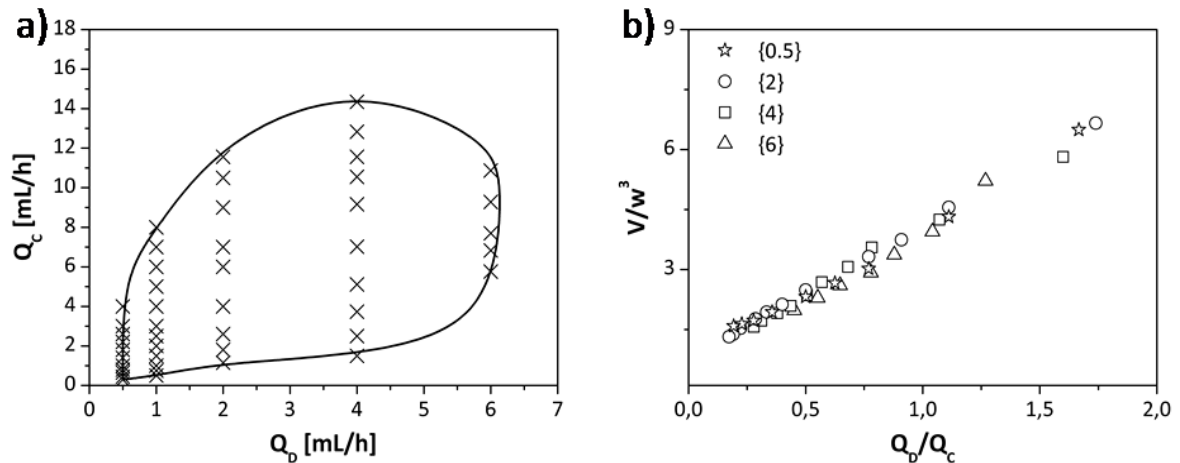 a)
18
16
14
12
10
8
6
4
2
0
Q_C [mL/h]
0 1 2 3 4 5 6 7
Q_D [mL/h]
b)
9
6
3
V/w³
{0.5}
{2}
{4}
{6}
0,0 0,5 1,0 1,5 2,0
Q_D/Q_C